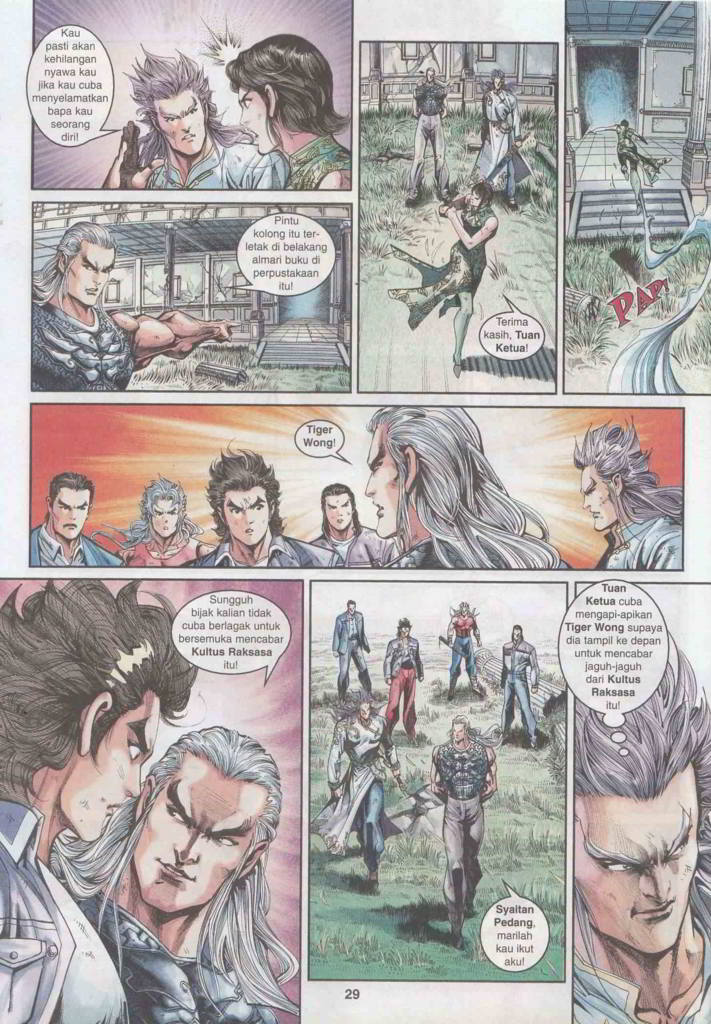 Kau
pasti akan
kehilangan
nyawa kau
jika kau cuba
menyelamatkan
bapa kau
seorang
diri!
Pintu
kolong itu ter-
letak di belakang
almari buku di
perpustakaan
itu!
Terima
kasih, Tuan
Ketua!
PAP!
Tiger
Wong!
Sungguh
bijak kalian tidak
cuba berlagak untuk
bersemuka mencabar
Kultus Raksasa
itu!
Syaitan
Pedang,
marilah
kau ikut
aku!
Tuan
Ketua cuba
mengapi-apikan
Tiger Wong supaya
dia tampil ke depan
untuk mencabar
jaguh-jaguh
dari Kultus
Raksasa
itu!
29